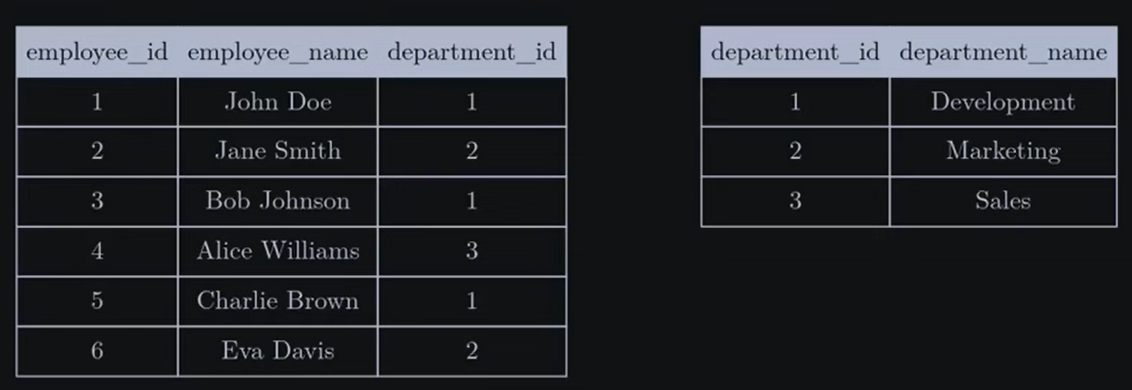 employee_id employee_name department_id
1 John Doe 1
2 Jane Smith 2
3 Bob Johnson 1
4 Alice Williams 3
5 Charlie Brown 1
6 Eva Davis 2
department_id department_name
1 Development
2 Marketing
3 Sales